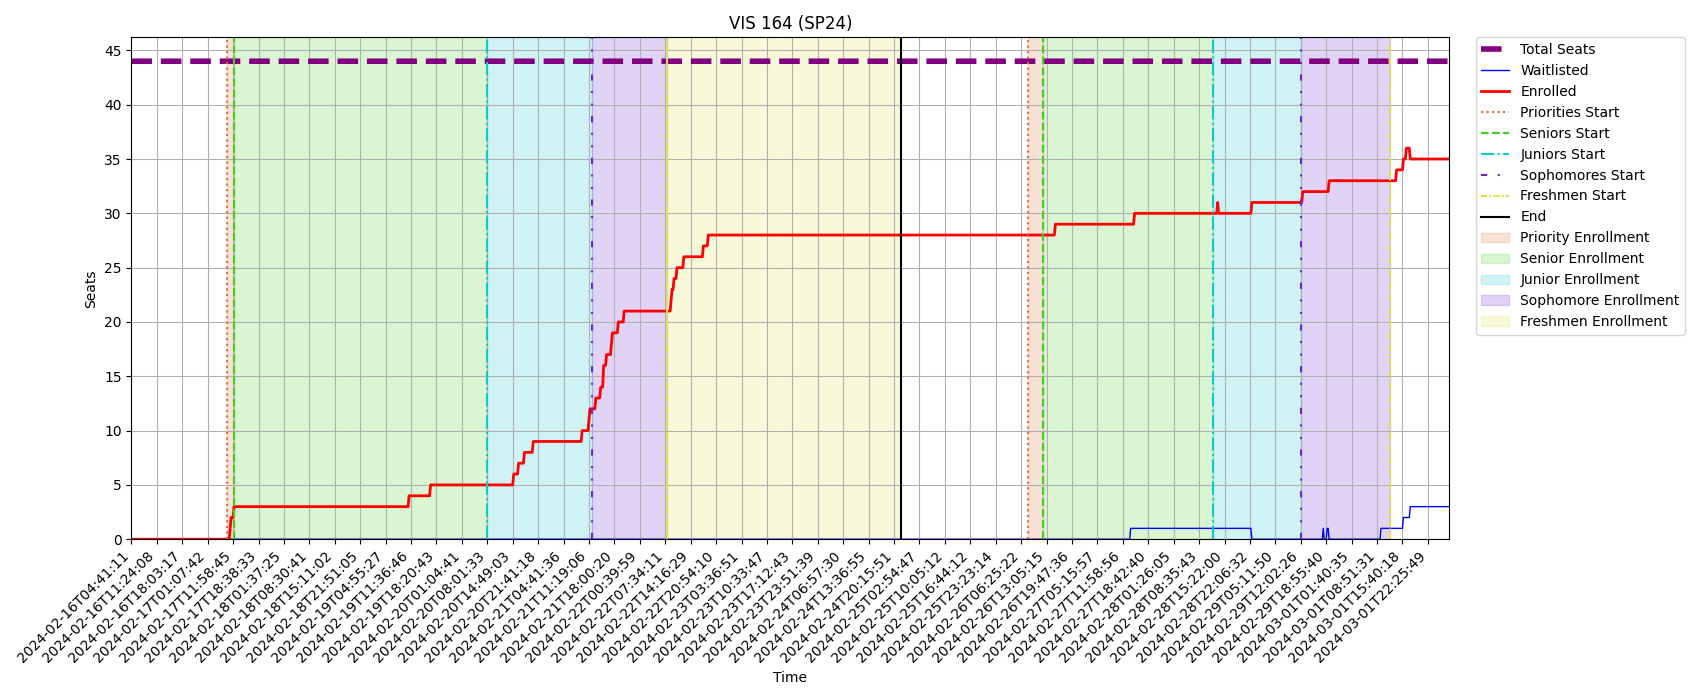 VIS 164 (SP24)
45
40
35
30
25
20
15
10
5
0
Seats
2024-02-16T04:41:11
2024-02-16T11:24:08
2024-02-16T18:03:17
2024-02-17T01:07:42
2024-02-17T11:58:45
2024-02-17T18:38:33
2024-02-18T01:37:25
2024-02-18T08:30:41
2024-02-18T15:11:02
2024-02-18T21:51:05
2024-02-19T04:55:27
2024-02-19T11:36:46
2024-02-19T18:20:43
2024-02-20T01:04:41
2024-02-20T08:01:33
2024-02-20T14:49:03
2024-02-20T21:41:18
2024-02-21T04:41:36
2024-02-21T11:19:06
2024-02-21T18:00:20
2024-02-22T00:39:59
2024-02-22T07:34:11
2024-02-22T14:16:29
2024-02-22T20:54:10
2024-02-23T03:36:51
2024-02-23T10:33:47
2024-02-23T17:12:43
2024-02-23T23:51:39
2024-02-24T06:57:30
2024-02-24T13:36:55
2024-02-24T20:15:51
2024-02-25T02:54:47
2024-02-25T10:05:12
2024-02-25T16:44:12
2024-02-25T23:23:14
2024-02-26T06:25:22
2024-02-26T13:05:15
2024-02-26T19:47:36
2024-02-27T05:15:57
2024-02-27T11:58:56
2024-02-27T18:42:40
2024-02-28T01:26:05
2024-02-28T08:35:43
2024-02-28T15:22:00
2024-02-28T22:06:32
2024-02-29T05:11:50
2024-02-29T12:02:26
2024-02-29T18:55:40
2024-03-01T01:40:35
2024-03-01T08:51:31
2024-03-01T15:40:18
2024-03-01T22:25:49
Time
Total Seats
Waitlisted
Enrolled
Priorities Start
Seniors Start
Juniors Start
Sophomores Start
Freshmen Start
End
Priority Enrollment
Senior Enrollment
Junior Enrollment
Sophomore Enrollment
Freshmen Enrollment